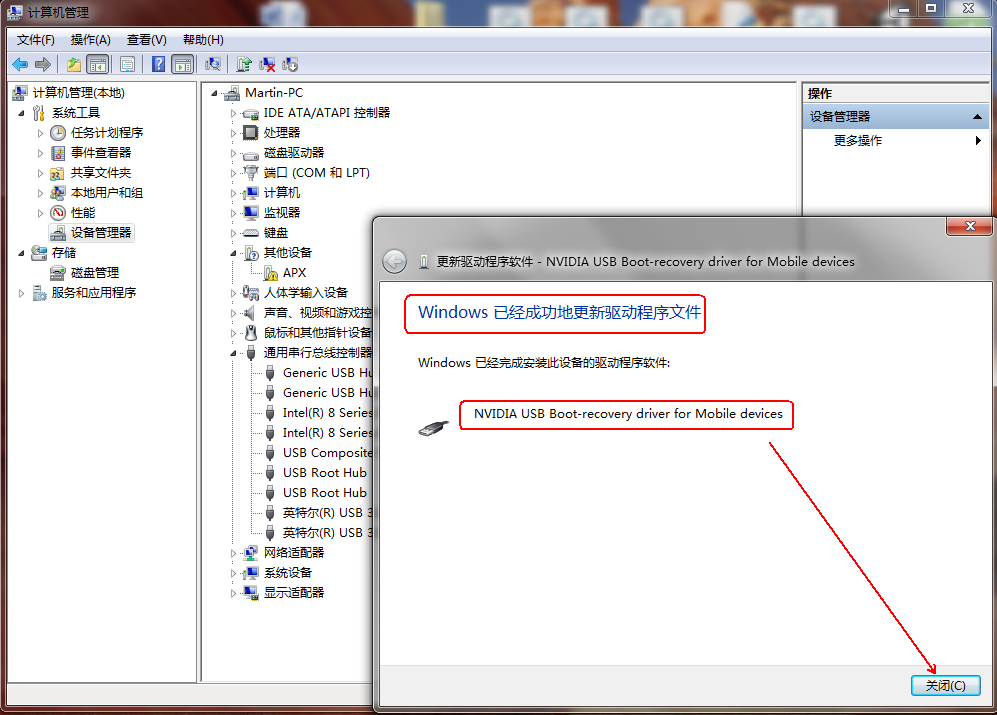 计算机管理
文件(F) 操作(A) 查看(V) 帮助(H)
计算机管理(本地)
系统工具
任务计划程序
事件查看器
共享文件夹
本地用户和组
性能
设备管理器
存储
磁盘管理
服务和应用程序
Martin-PC
IDE ATA/ATAPI 控制器
处理器
磁盘驱动器
端口 (COM 和 LPT)
计算机
监视器
键盘
其他设备
APX
人体学输入设备
声音、视频和游戏控
鼠标和其他指针设备
通用串行总线控制器
Generic USB Hu
Generic USB Hu
Intel(R) 8 Series
Intel(R) 8 Series
USB Composite
USB Root Hub
USB Root Hub
英特尔(R) USB 3
英特尔(R) USB 3
网络适配器
系统设备
显示适配器
操作
设备管理器
更多操作
更新驱动程序软件 - NVIDIA USB Boot-recovery driver for Mobile devices
Windows 已经成功地更新驱动程序文件
Windows 已经完成安装此设备的驱动程序软件:
NVIDIA USB Boot-recovery driver for Mobile devices
关闭(C)